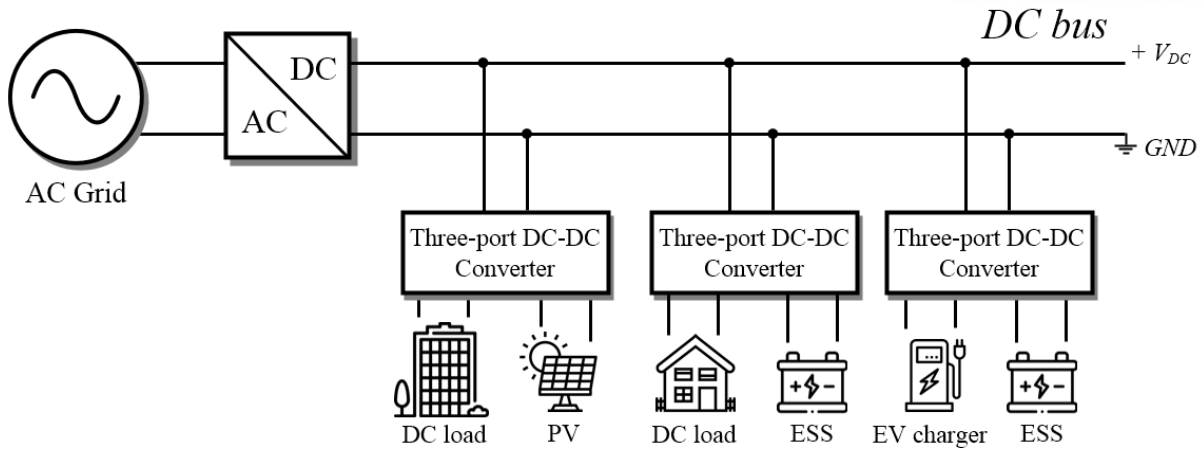 DC bus
+ V_DC
DC
AC
GND
AC Grid
Three-port DC-DC
Converter
Three-port DC-DC
Converter
Three-port DC-DC
Converter
DC load
PV
DC load
ESS
EV charger
ESS